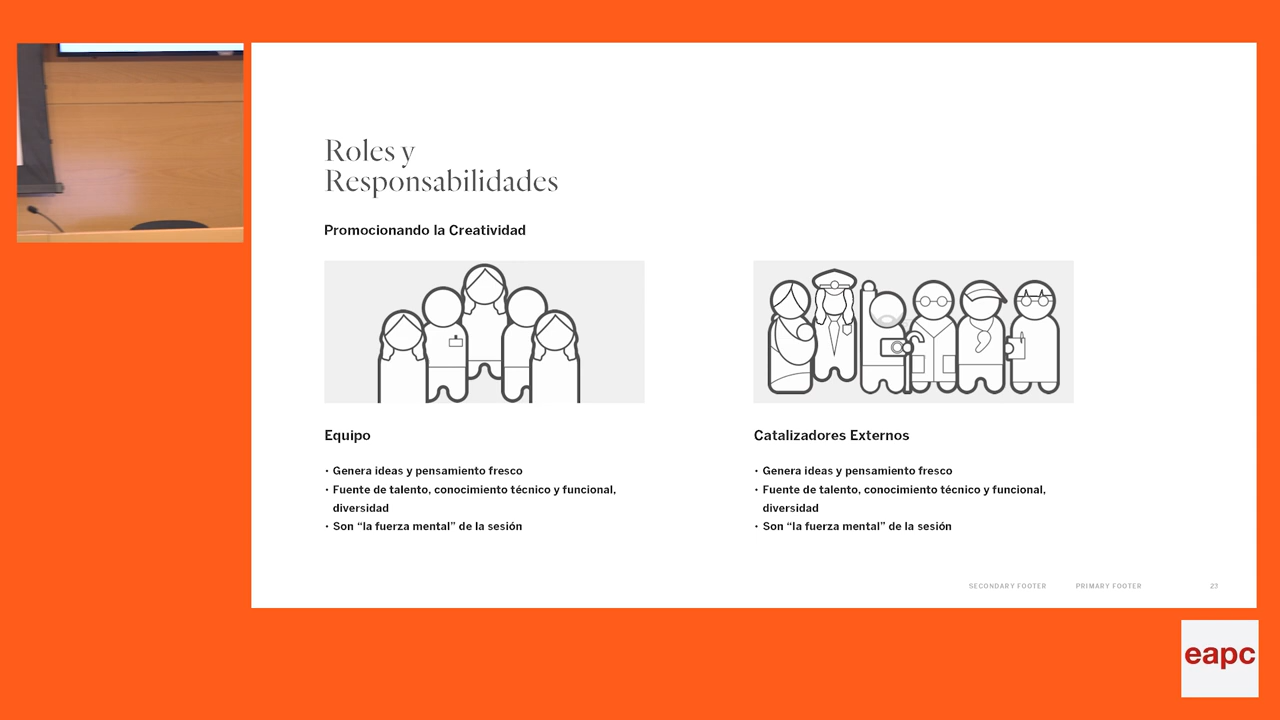 Roles y
Responsabilidades
Promocionando la Creatividad
Equipo
• Genera ideas y pensamiento fresco
• Fuente de talento, conocimiento técnico y funcional,
diversidad
• Son “la fuerza mental” de la sesión
Catalizadores Externos
• Genera ideas y pensamiento fresco
• Fuente de talento, conocimiento técnico y funcional,
diversidad
• Son “la fuerza mental” de la sesión
SECONDARY FOOTER PRIMARY FOOTER 22
eapc